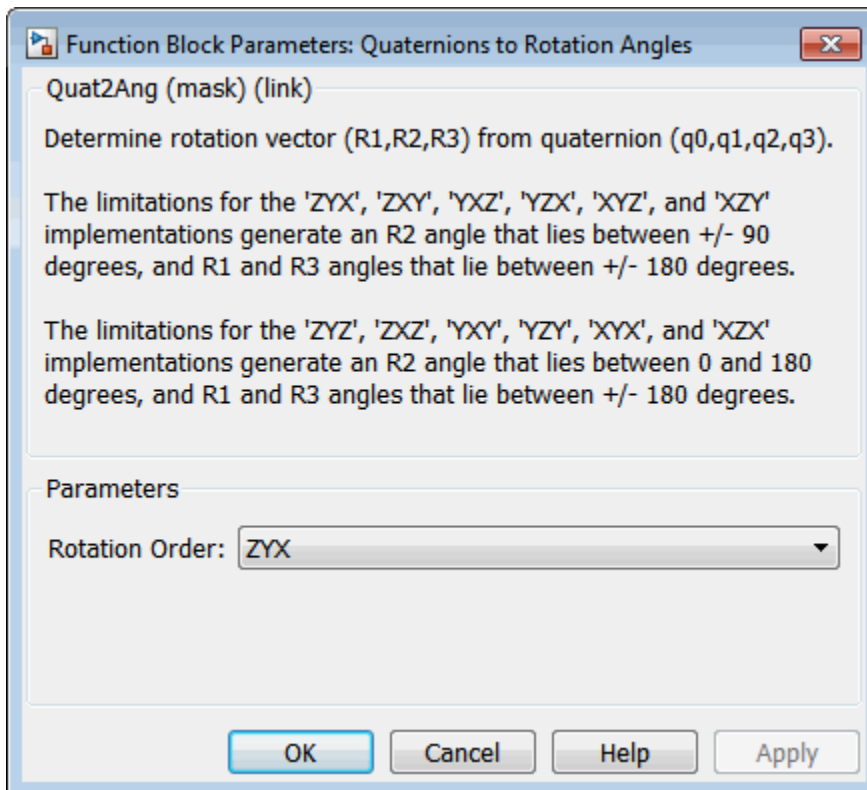 Function Block Parameters: Quaternions to Rotation Angles
Quat2Ang (mask) (link)
Determine rotation vector (R1,R2,R3) from quaternion (q0,q1,q2,q3).
The limitations for the 'ZYX', 'ZXY', 'YXZ', 'YZX', 'XYZ', and 'XZY'
implementations generate an R2 angle that lies between +/- 90
degrees, and R1 and R3 angles that lie between +/- 180 degrees.
The limitations for the 'ZYZ', 'ZXZ', 'YXY', 'YZY', 'XYX', and 'XZX'
implementations generate an R2 angle that lies between 0 and 180
degrees, and R1 and R3 angles that lie between +/- 180 degrees.
Parameters
Rotation Order: ZYX
OK Cancel Help Apply